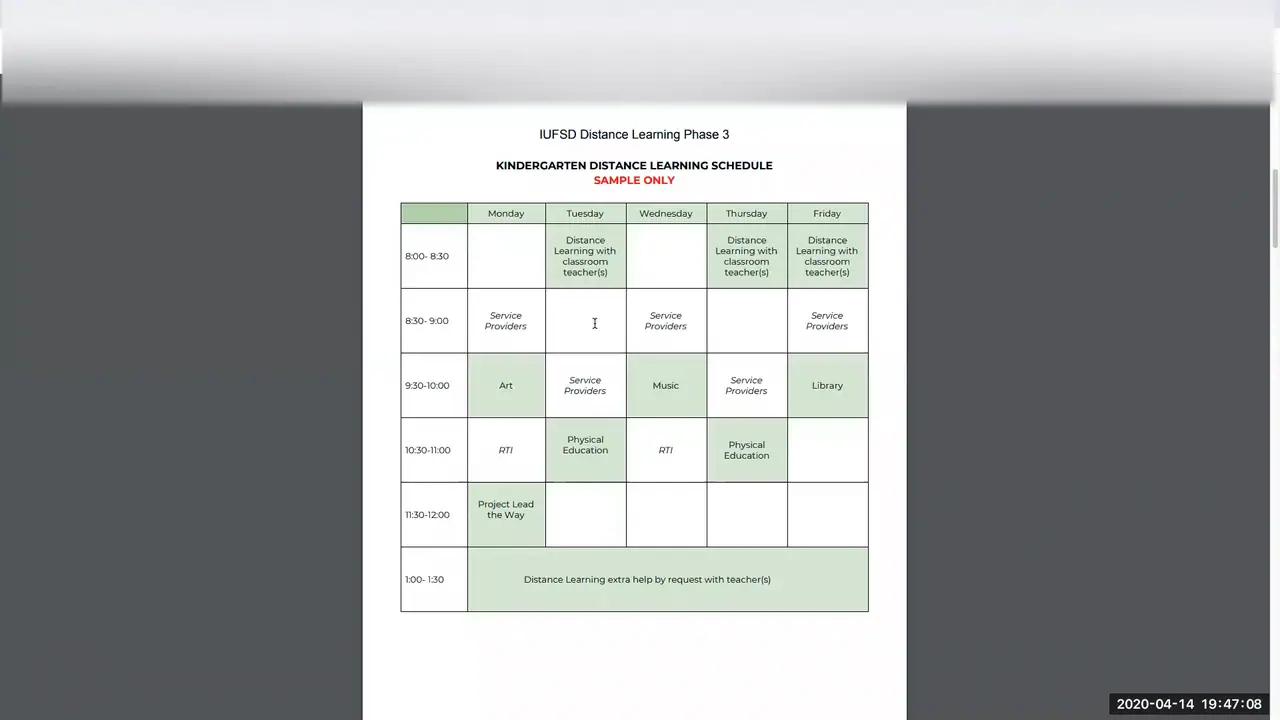 IUFSD Distance Learning Phase 3
KINDERGARTEN DISTANCE LEARNING SCHEDULE
SAMPLE ONLY
Monday Tuesday Wednesday Thursday Friday
8:00- 8:30
Distance
Learning with
classroom
teacher(s)
Distance
Learning with
classroom
teacher(s)
Distance
Learning with
classroom
teacher(s)
8:30- 9:00
Service
Providers
Service
Providers
Service
Providers
9:30-10:00
Art
Service
Providers
Music
Service
Providers
Library
10:30-11:00
RTI
Physical
Education
RTI
Physical
Education
11:30-12:00
Project Lead
the Way
1:00- 1:30
Distance Learning extra help by request with teacher(s)
2020-04-14 19:47:08